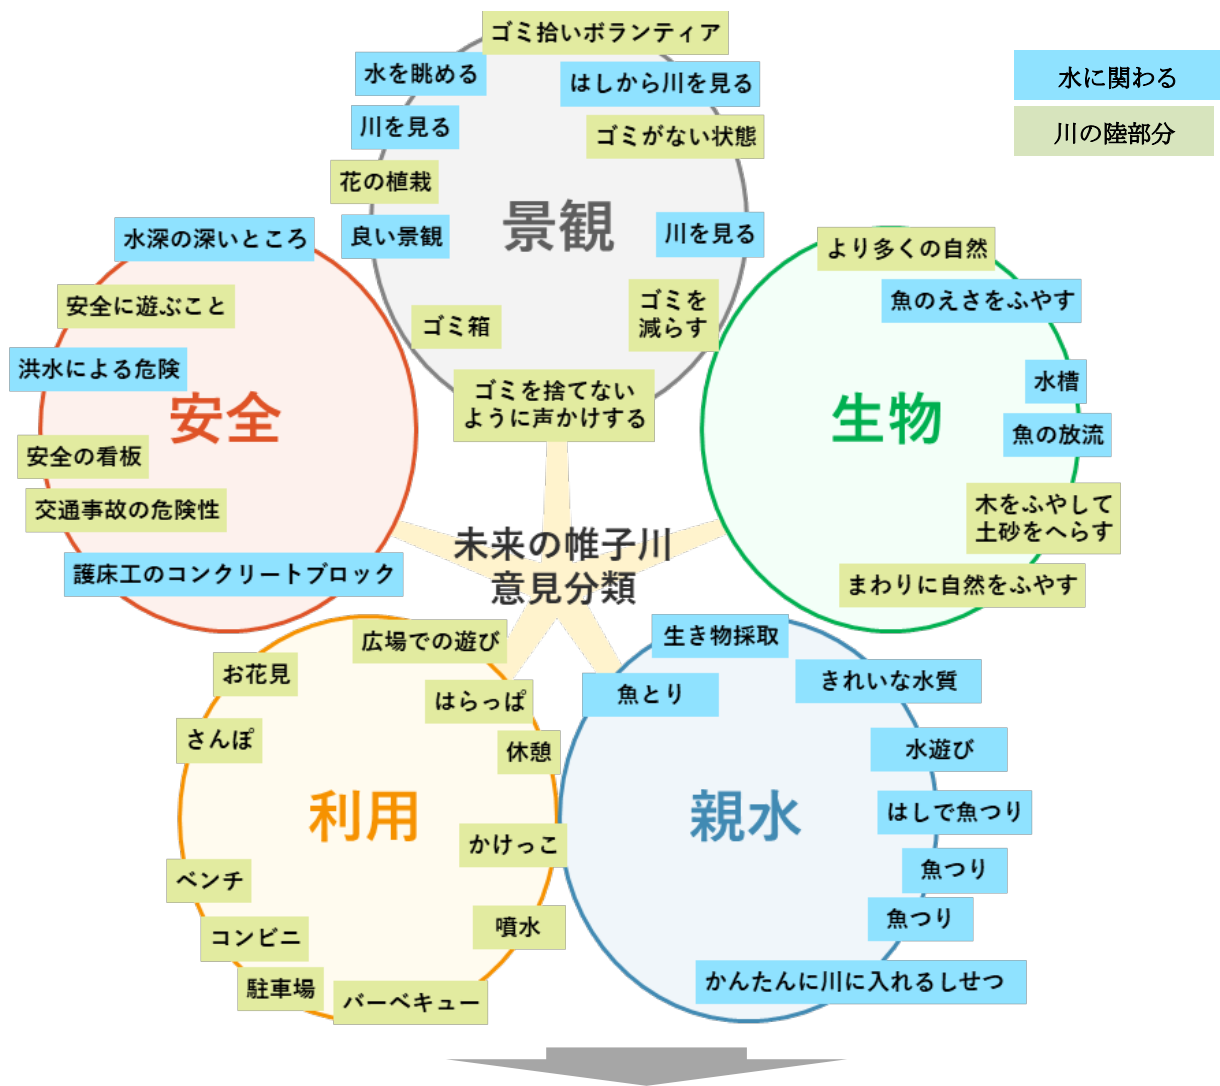 ゴミ拾いボランティア
水を眺める
はしから川を見る
川を見る
ゴミがない状態
花の植栽
良い景観
川を見る
景観
ゴミ箱
ゴミを
減らす
ゴミを捨てない
ように声かけする
水に関わる
川の陸部分
水深の深いところ
安全に遊ぶこと
洪水による危険
安全
安全の看板
交通事故の危険性
護床工のコンクリートブロック
より多くの自然
魚のえさをふやす
水槽
生物
魚の放流
木をふやして
土砂をへらす
まわりに自然をふやす
未来の帷子川
意見分類
広場での遊び
お花見
はらっぱ
さんぽ
休憩
利用
かけっこ
ベンチ
噴水
コンビニ
駐車場
バーベキュー
生き物採取
きれいな水質
魚とり
水遊び
親水
はしで魚つり
魚つり
魚つり
かんたんに川に入れるしせつ